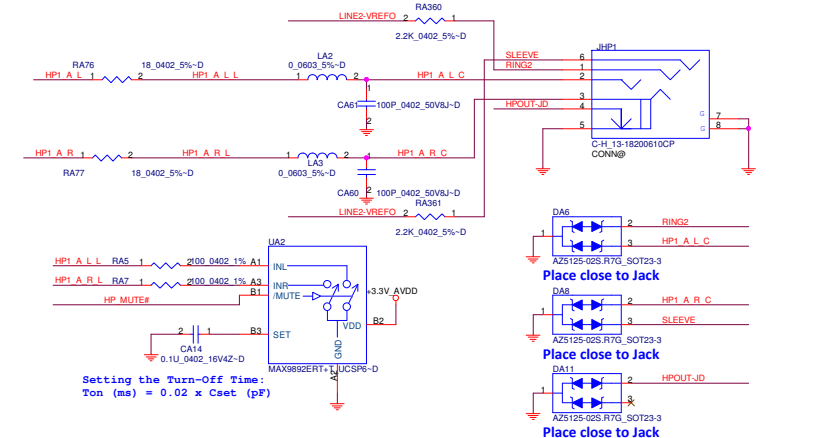 RA360
LINE2-VREFO 2 1
2.2K_0402_5%~D
SLEEVE 6
RING2 1
2
3
HPOUT-JD 4
5
JHP1
G 7
G 8
C-H_13-18200610CP
CONN@
RA76 18_0402_5%~D
HP1_A_L 1 2 HP1_A_L_L 1 2 HP1_A_L_C
LA2
0_0603_5%~D
1
CA61 100P_0402_50V8J~D
2
HP1_A_R 1 2 HP1_A_R_L 1 2 HP1_A_R_C
RA77 18_0402_5%~D
LA3
0_0603_5%~D
1
CA60 2 100P_0402_50V8J~D
RA361
LINE2-VREFO 2 1
2.2K_0402_5%~D
UA2
HP1_A_L_L RA5 1 2 100_0402_1% A1 INL
HP1_A_R_L RA7 1 2 100_0402_1% A3 INR
HP_MUTE# B1 /MUTE
+3.3V_AVDD
B2 VDD
2 1 B3 SET
GND
A2
CA14
0.1U_0402_16V4Z~D
MAX9892ERT+T_UCSP6~D
Setting the Turn-Off Time:
Ton (ms) = 0.02 x Cset (pF)
DA6
1 2 RING2
3 HP1_A_L_C
AZ5125-02S.R7G_SOT23-3
Place close to Jack
DA8
1 2 HP1_A_R_C
3 SLEEVE
AZ5125-02S.R7G_SOT23-3
Place close to Jack
DA11
1 2 HPOUT-JD
3
AZ5125-02S.R7G_SOT23-3
Place close to Jack